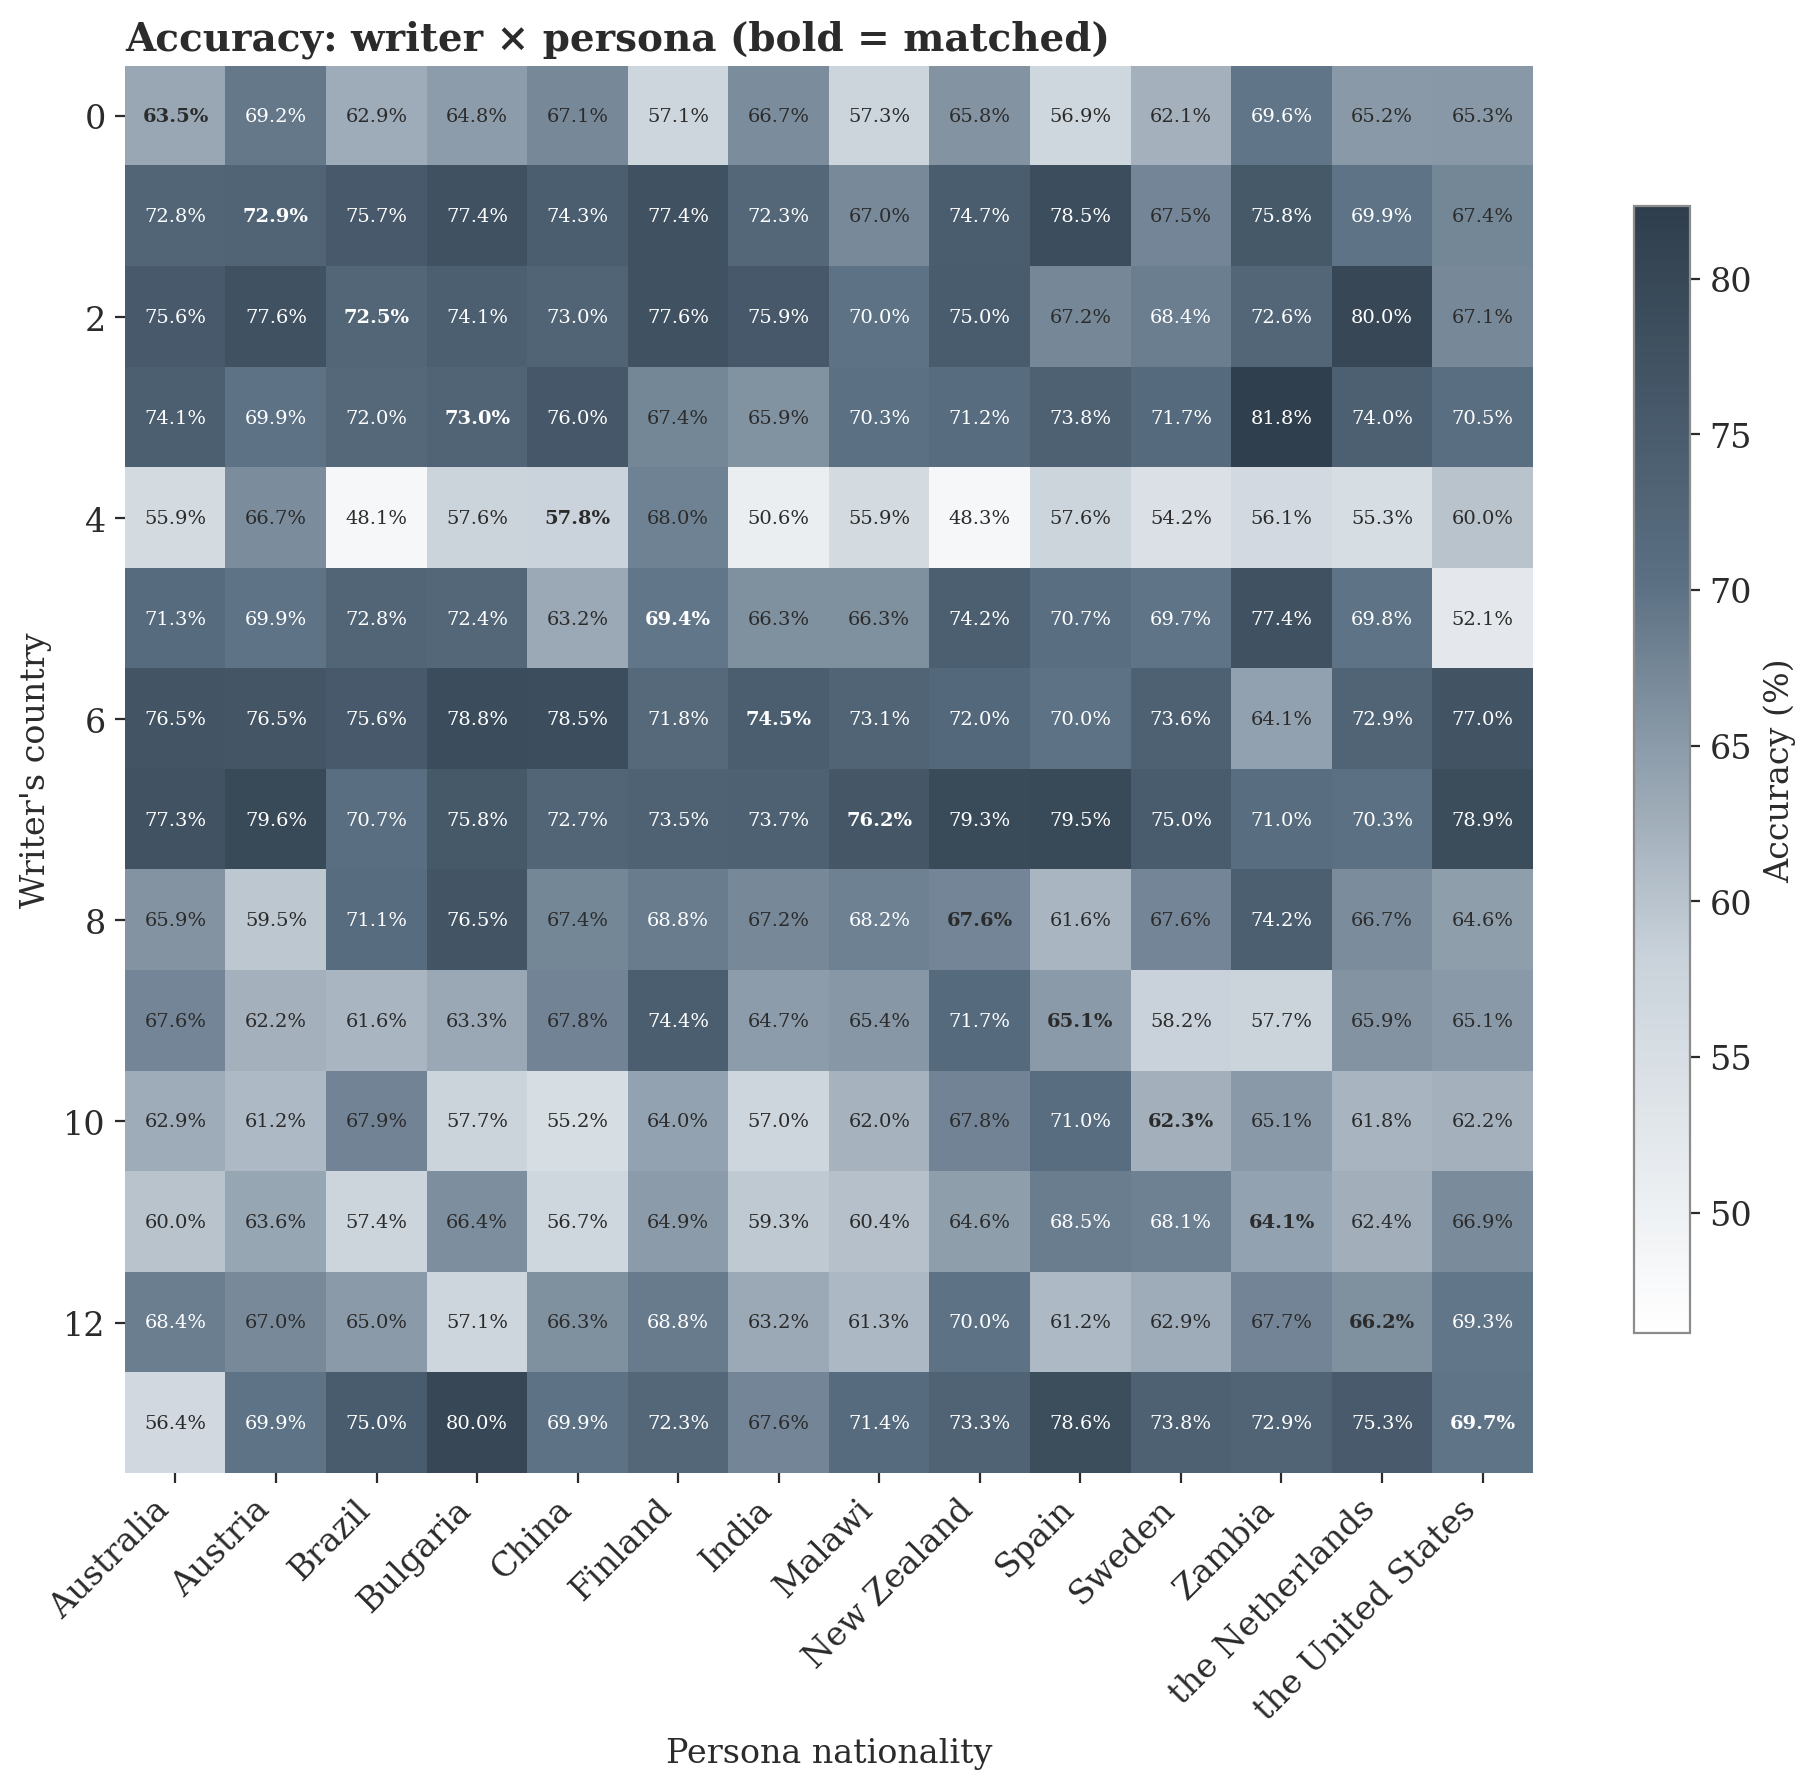 Accuracy: writer × persona (bold = matched)
0 63.5% 69.2% 62.9% 64.8% 67.1% 57.1% 66.7% 57.3% 65.8% 56.9% 62.1% 69.6% 65.2% 65.3%
72.8% 72.9% 75.7% 77.4% 74.3% 77.4% 72.3% 67.0% 74.7% 78.5% 67.5% 75.8% 69.9% 67.4%
2 75.6% 77.6% 72.5% 74.1% 73.0% 77.6% 75.9% 70.0% 75.0% 67.2% 68.4% 72.6% 80.0% 67.1%
74.1% 69.9% 72.0% 73.0% 76.0% 67.4% 65.9% 70.3% 71.2% 73.8% 71.7% 81.8% 74.0% 70.5%
4 55.9% 66.7% 48.1% 57.6% 57.8% 68.0% 50.6% 55.9% 48.3% 57.6% 54.2% 56.1% 55.3% 60.0%
71.3% 69.9% 72.8% 72.4% 63.2% 69.4% 66.3% 66.3% 74.2% 70.7% 69.7% 77.4% 69.8% 52.1%
6 76.5% 76.5% 75.6% 78.8% 78.5% 71.8% 74.5% 73.1% 72.0% 70.0% 73.6% 64.1% 72.9% 77.0%
77.3% 79.6% 70.7% 75.8% 72.7% 73.5% 73.7% 76.2% 79.3% 79.5% 75.0% 71.0% 70.3% 78.9%
8 65.9% 59.5% 71.1% 76.5% 67.4% 68.8% 67.2% 68.2% 67.6% 61.6% 67.6% 74.2% 66.7% 64.6%
67.6% 62.2% 61.6% 63.3% 67.8% 74.4% 64.7% 65.4% 71.7% 65.1% 58.2% 57.7% 65.9% 65.1%
10 62.9% 61.2% 67.9% 57.7% 55.2% 64.0% 57.0% 62.0% 67.8% 71.0% 62.3% 65.1% 61.8% 62.2%
60.0% 63.6% 57.4% 66.4% 56.7% 64.9% 59.3% 60.4% 64.6% 68.5% 68.1% 64.1% 62.4% 66.9%
12 68.4% 67.0% 65.0% 57.1% 66.3% 68.8% 63.2% 61.3% 70.0% 61.2% 62.9% 67.7% 66.2% 69.3%
56.4% 69.9% 75.0% 80.0% 69.9% 72.3% 67.6% 71.4% 73.3% 78.6% 73.8% 72.9% 75.3% 69.7%
Writer's country
Australia
Austria
Brazil
Bulgaria
China
Finland
India
Malawi
New Zealand
Spain
Sweden
Zambia
the Netherlands
the United States
Persona nationality
80
75
70
65
60
55
50
Accuracy (%)